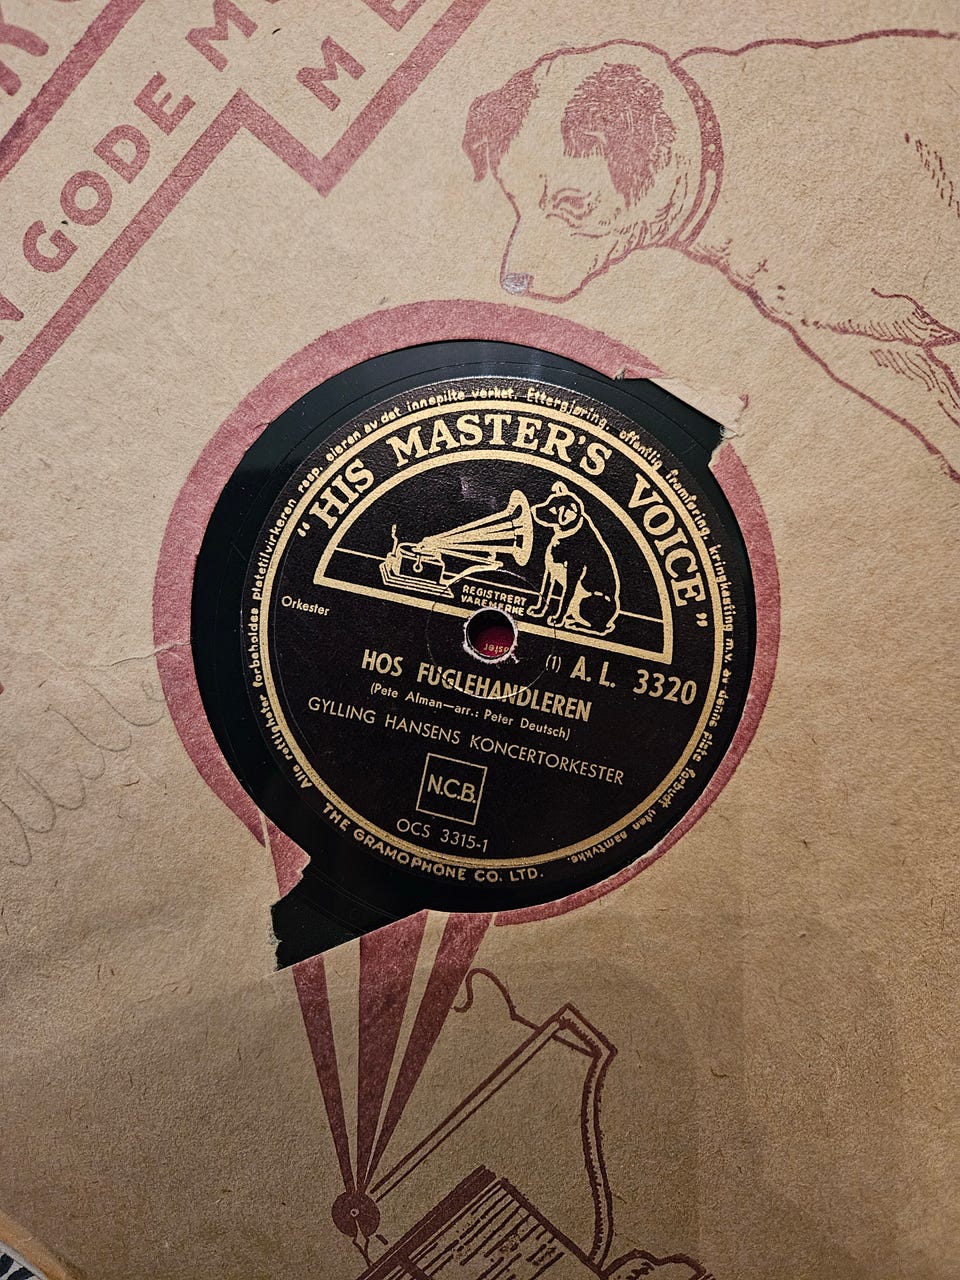 GODE M
M E
Alle rettigheter forbeholdes platetilvirkeren resp. eieren av det innspilte verket. Ettergjøring, offentlig framføring, kringkasting m.v. av denne plate forbudt uten samtykke.
"HIS MASTER'S VOICE"
REGISTRERT
VAREMERKE
Orkester
(1) A.L. 3320
HOS FUGLEHANDLEREN
(Pete Alman—arr.: Peter Deutsch)
GYLLING HANSENS KONCERTORKESTER
N.C.B.
OCS 3315-1
THE GRAMOPHONE CO. LTD.